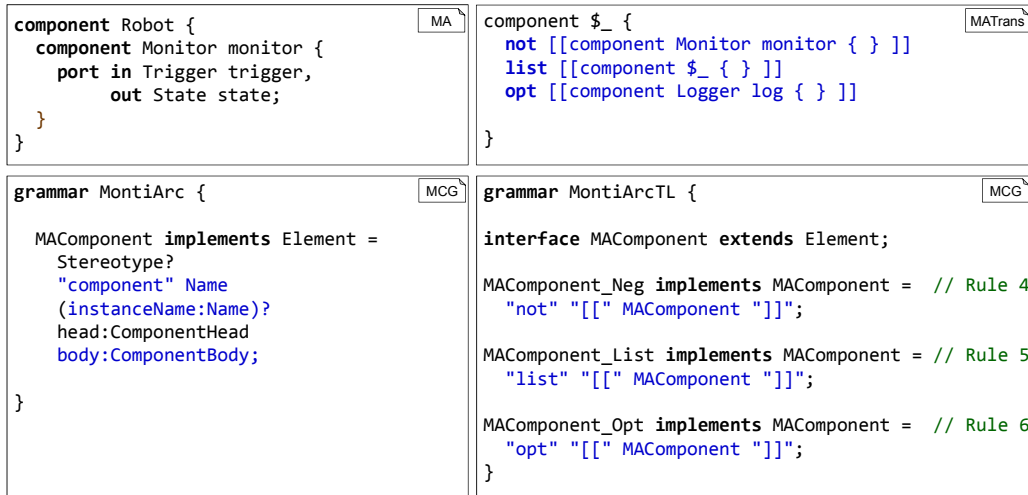 component Robot {
MA
component Monitor monitor {
port in Trigger trigger,
out State state;
}
}
component $_ {
MATrans
not [[component Monitor monitor { } ]]
list [[component $_ { } ]]
opt [[component Logger log { } ]]
}
grammar MontiArc {
MCG
MAComponent implements Element =
Stereotype?
"component" Name
(instanceName:Name)?
head:ComponentHead
body:ComponentBody;
}
grammar MontiArcTL {
MCG
interface MAComponent extends Element;
MAComponent_Neg implements MAComponent = // Rule 4
"not" "[[" MAComponent "]]";
MAComponent_List implements MAComponent = // Rule 5
"list" "[[" MAComponent "]]";
MAComponent_Opt implements MAComponent = // Rule 6
"opt" "[[" MAComponent "]]";
}